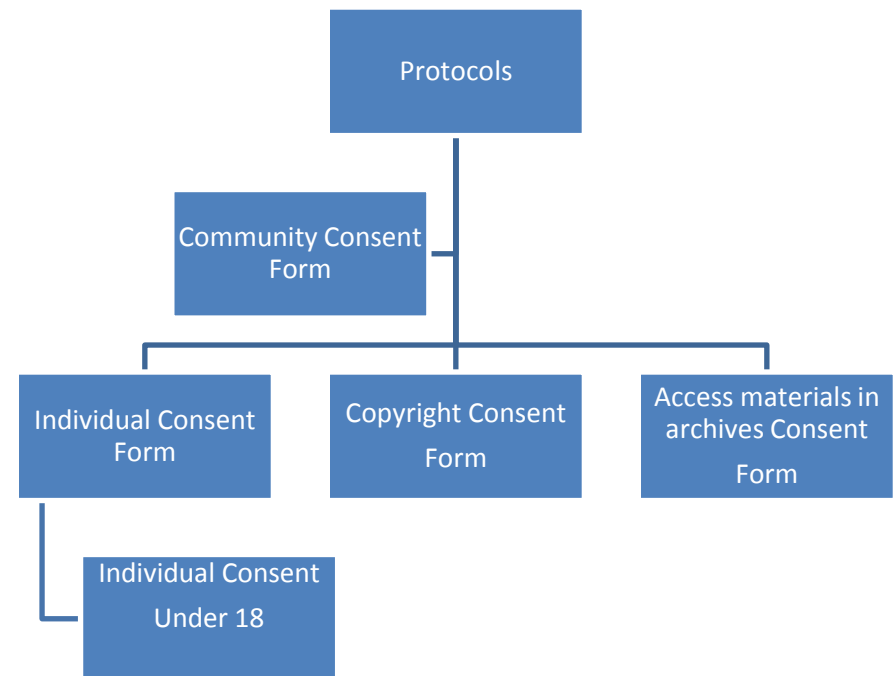 Protocols
Community Consent
Form
Individual Consent
Form
Copyright Consent
Form
Access materials in
archives Consent
Form
Individual Consent
Under 18